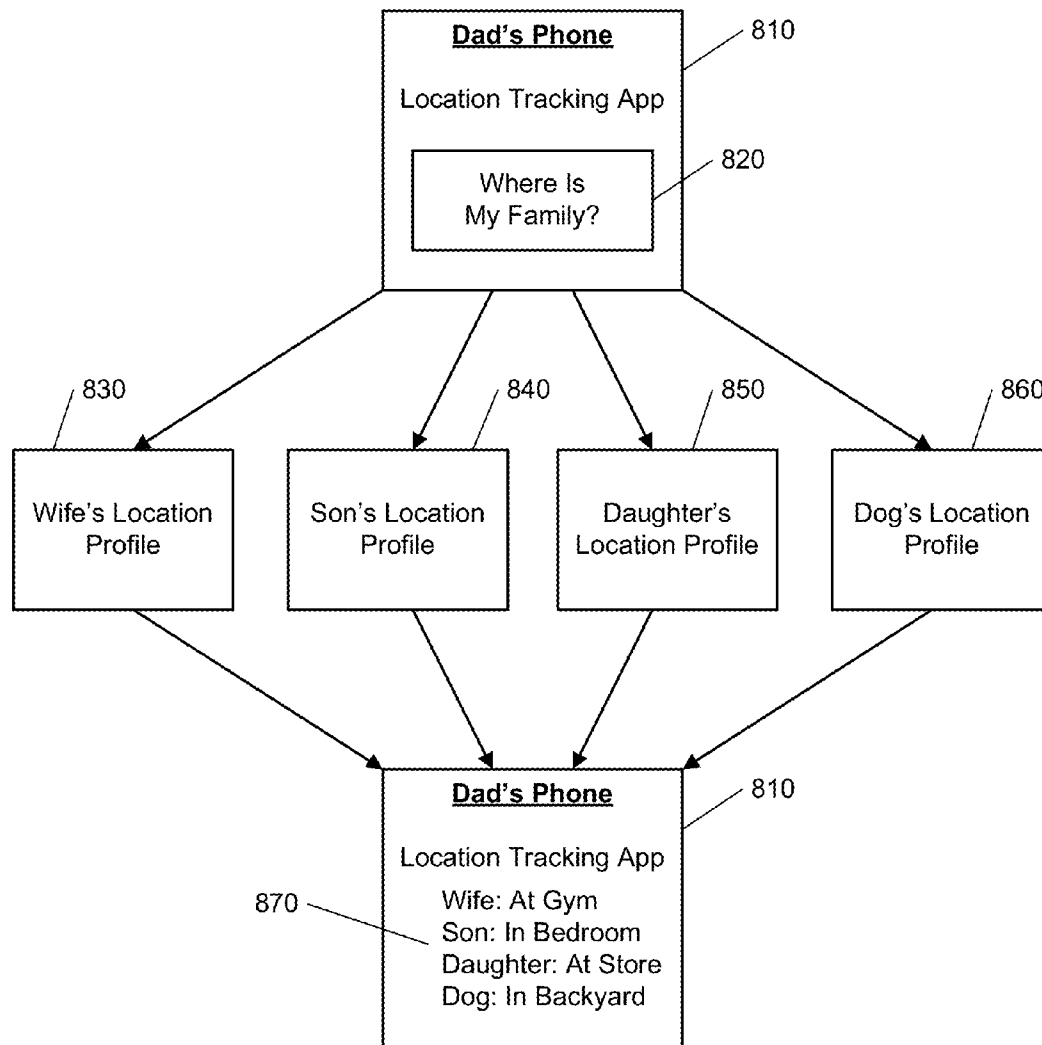 Dad's Phone
810
Location Tracking App
820
Where Is
My Family?
830
840
850
860
Wife's Location
Profile
Son's Location
Profile
Daughter's
Location Profile
Dog's Location
Profile
Dad's Phone
810
Location Tracking App
870
Wife: At Gym
Son: In Bedroom
Daughter: At Store
Dog: In Backyard